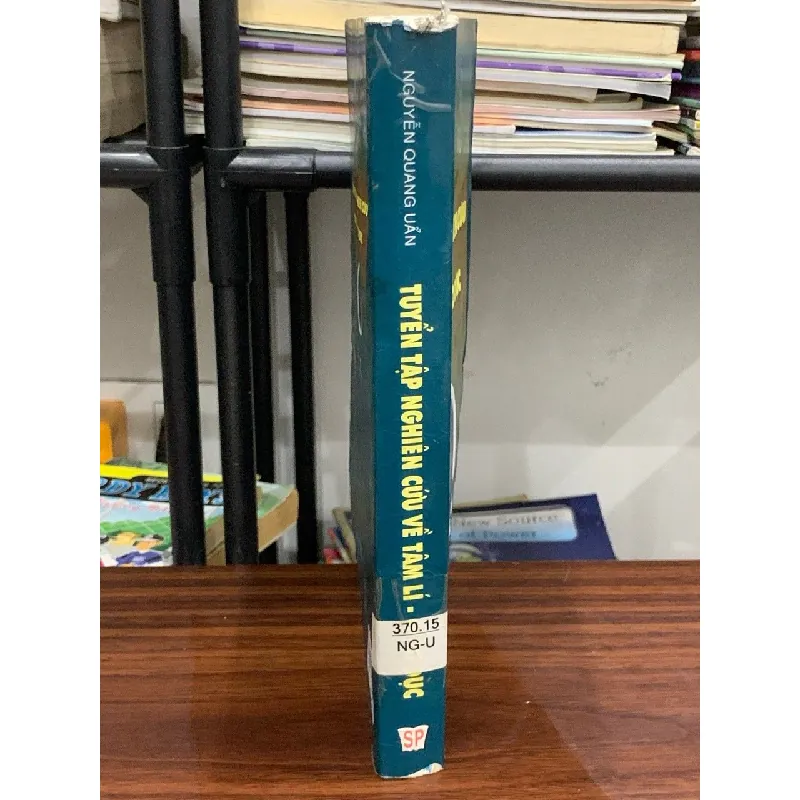 NGUYỄN QUANG UẨN
TUYỂN TẬP NGHIÊN CỨU VỀ TÂM LÍ - ỤC
370.15
NG-U
SP
New Source
of Power